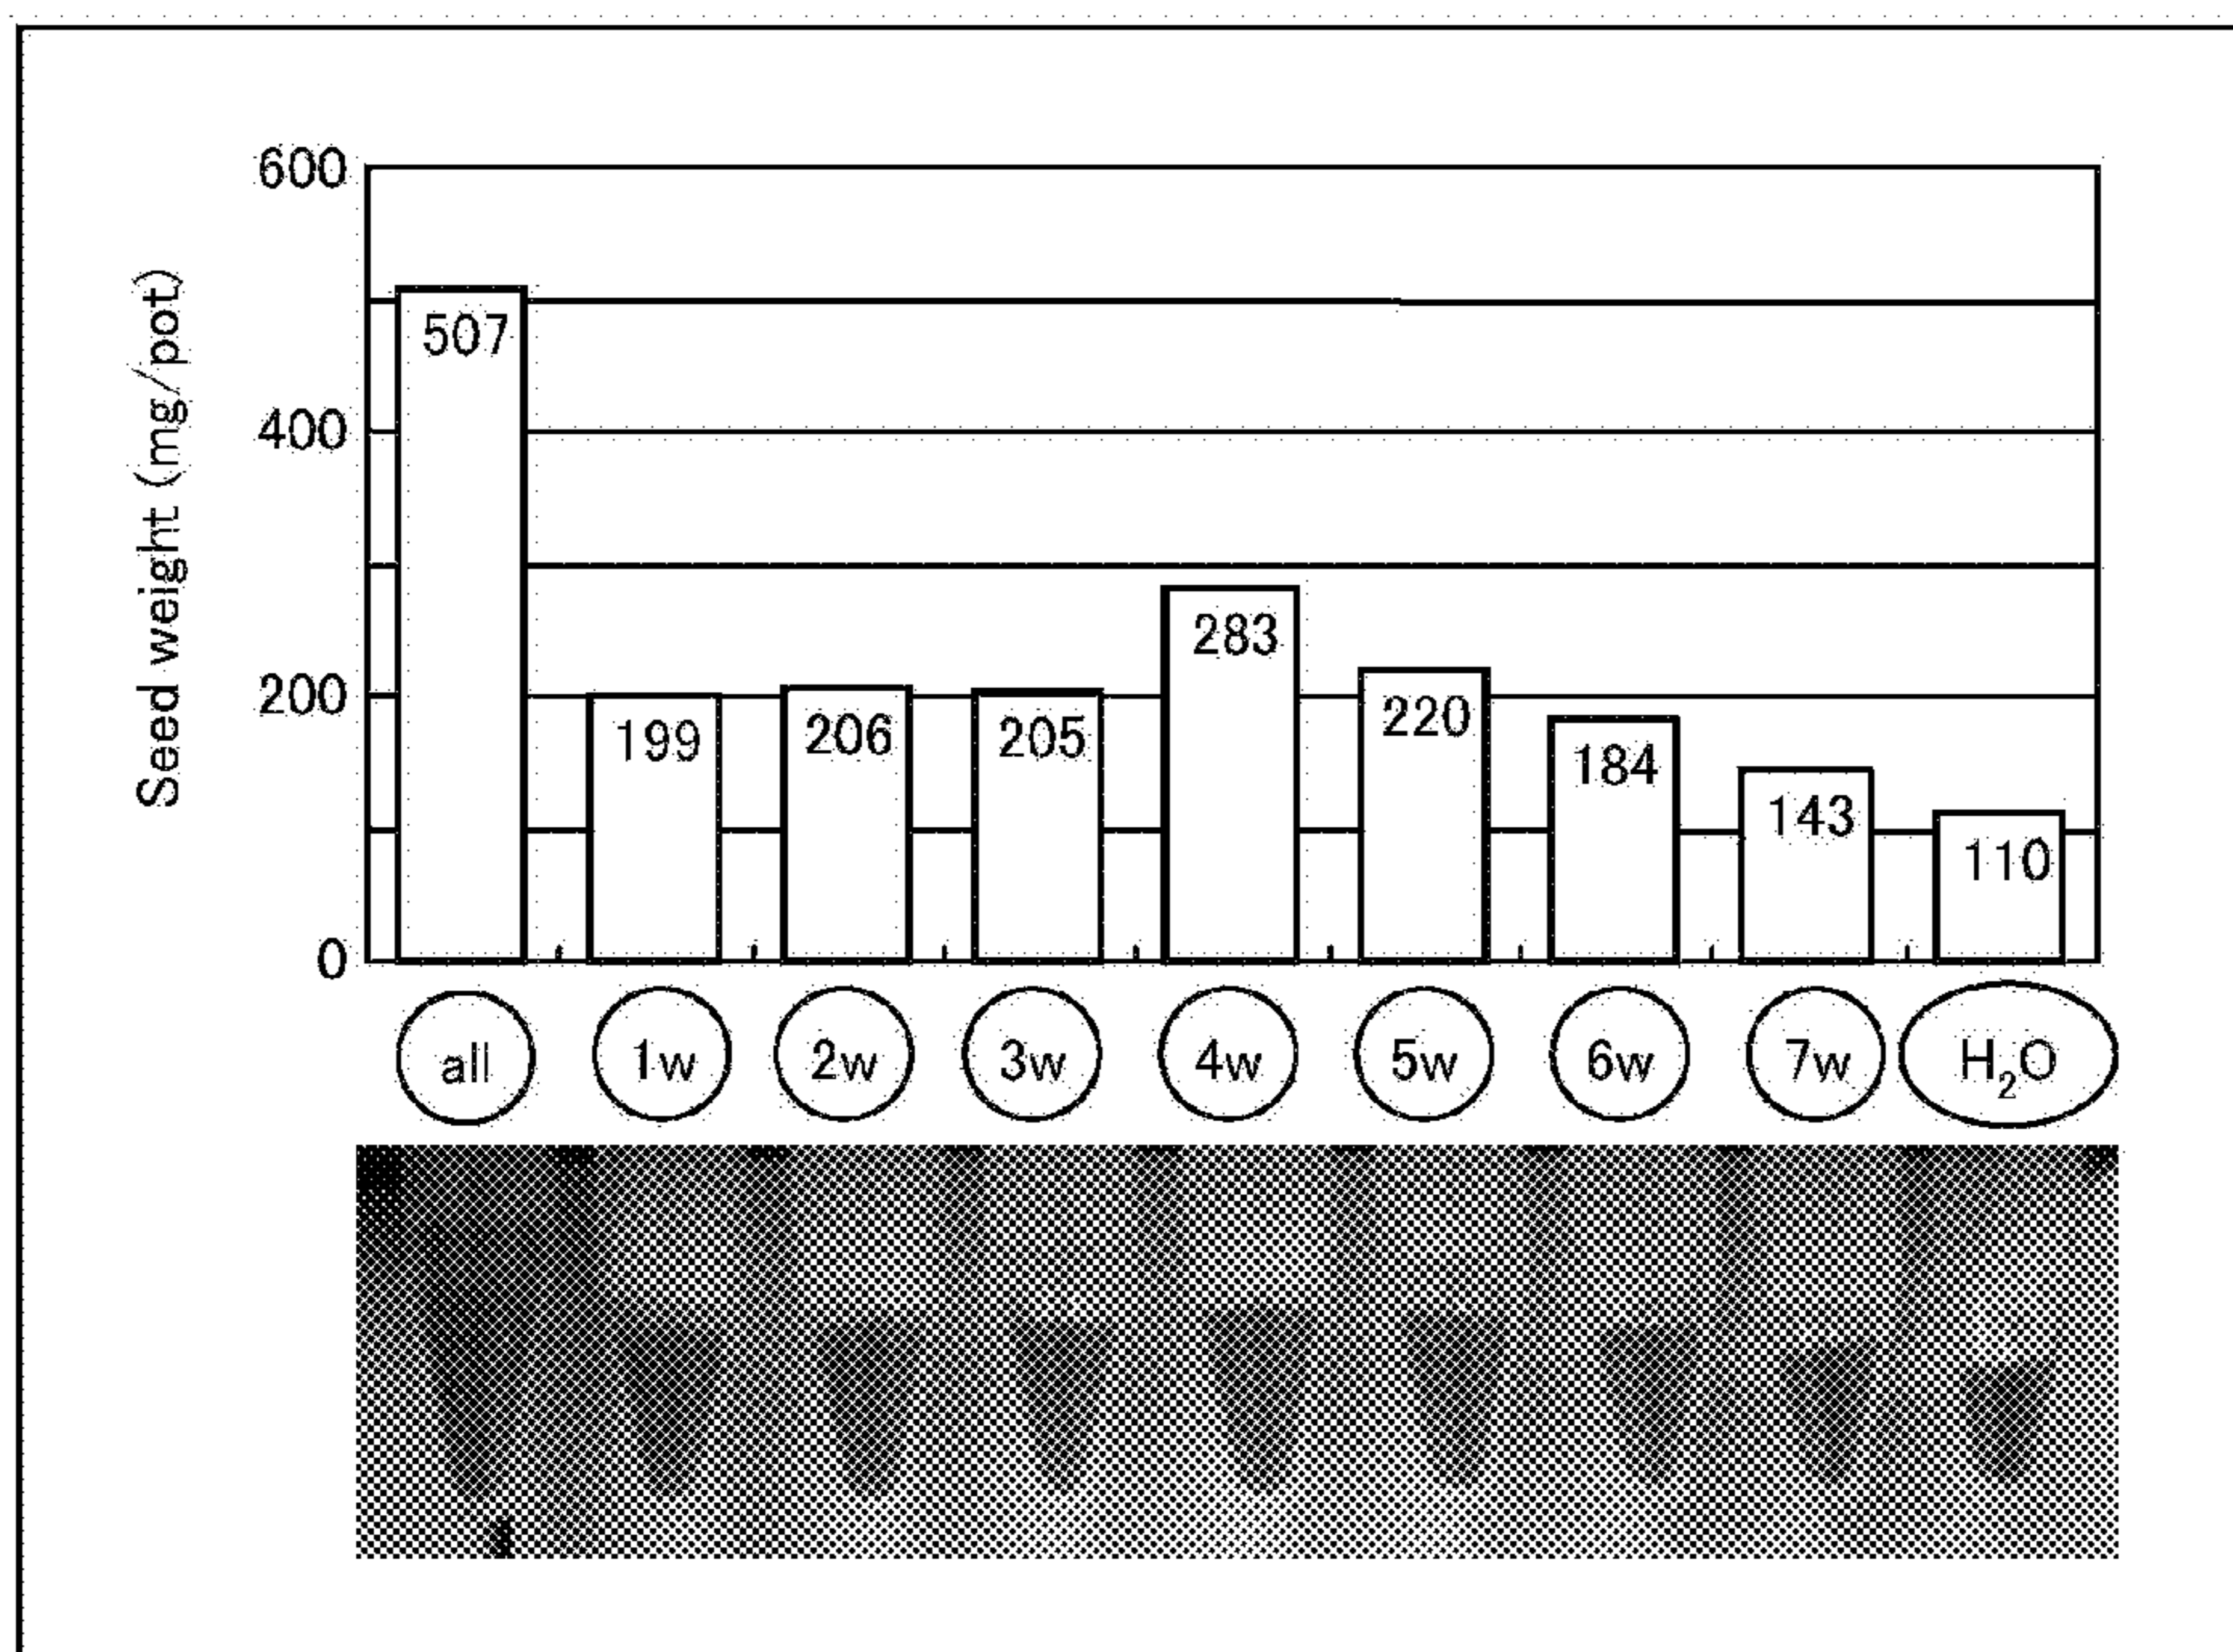 Seed weight (mg/pot)
600
400
200
0
507
199
206
205
283
220
184
143
110
all
1w
2w
3w
4w
5w
6w
7w
H₂O